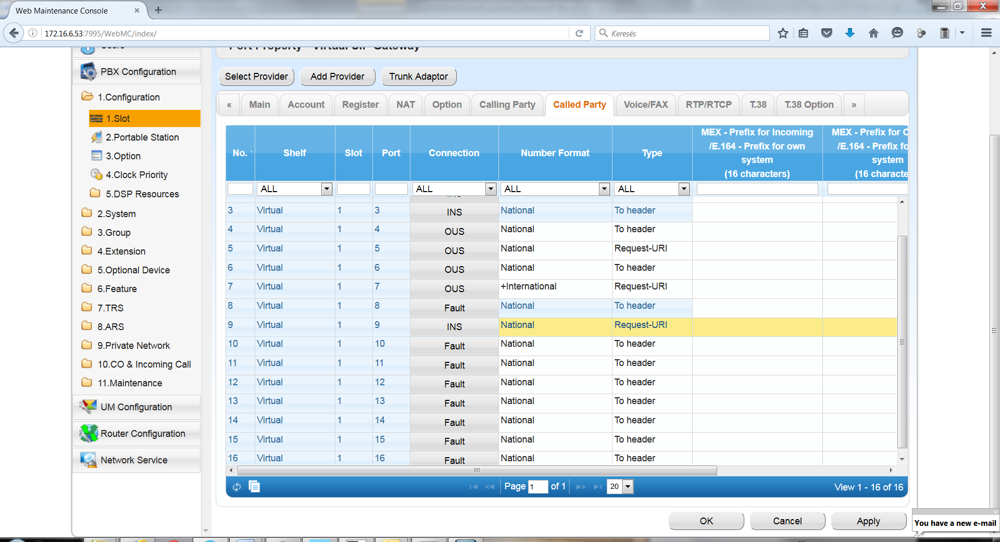 Web Maintenance Console
172.16.6.53:7995/WebMC/index/
Keresés
Users
PBX Configuration
1.Configuration
1.Slot
2.Portable Station
3.Option
4.Clock Priority
5.DSP Resources
2.System
3.Group
4.Extension
5.Optional Device
6.Feature
7.TRS
8.ARS
9.Private Network
10.CO & Incoming Call
11.Maintenance
UM Configuration
Router Configuration
Network Service
Port Property - Virtual SIP Gateway
Select Provider Add Provider Trunk Adaptor
« Main Account Register NAT Option Calling Party Called Party Voice/FAX RTP/RTCP T.38 T.38 Option »
No. Shelf Slot Port Connection Number Format Type
MEX - Prefix for Incoming
/E.164 - Prefix for own
system
(16 characters)
MEX - Prefix for O
/E.164 - Prefix fo
system
(16 characte
ALL ALL ALL ALL
3 Virtual 1 3 INS National To header
4 Virtual 1 4 OUS National To header
5 Virtual 1 5 OUS National Request-URI
6 Virtual 1 6 OUS National To header
7 Virtual 1 7 OUS +International Request-URI
8 Virtual 1 8 Fault National To header
9 Virtual 1 9 INS National Request-URI
10 Virtual 1 10 Fault National To header
11 Virtual 1 11 Fault National To header
12 Virtual 1 12 Fault National To header
13 Virtual 1 13 Fault National To header
14 Virtual 1 14 Fault National To header
15 Virtual 1 15 Fault National To header
16 Virtual 1 16 Fault National To header
Page 1 of 1 20 View 1 - 16 of 16
OK Cancel Apply
You have a new e-mail